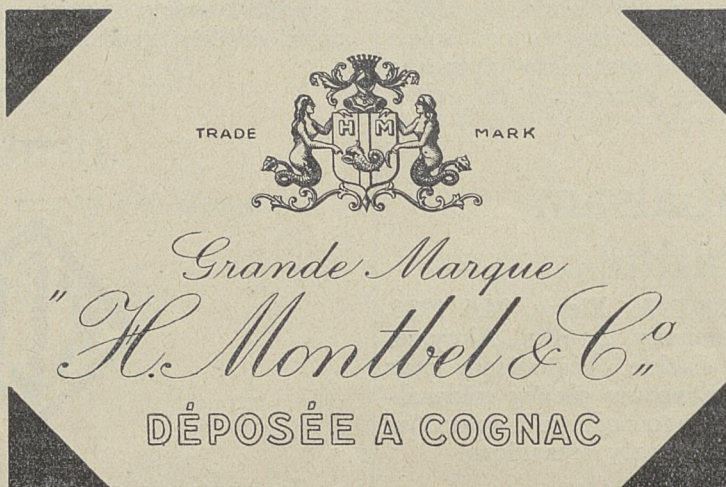 TRADE MARK
H M
Grande Marque
"H. Montbel & Cº"
DÉPOSÉE A COGNAC